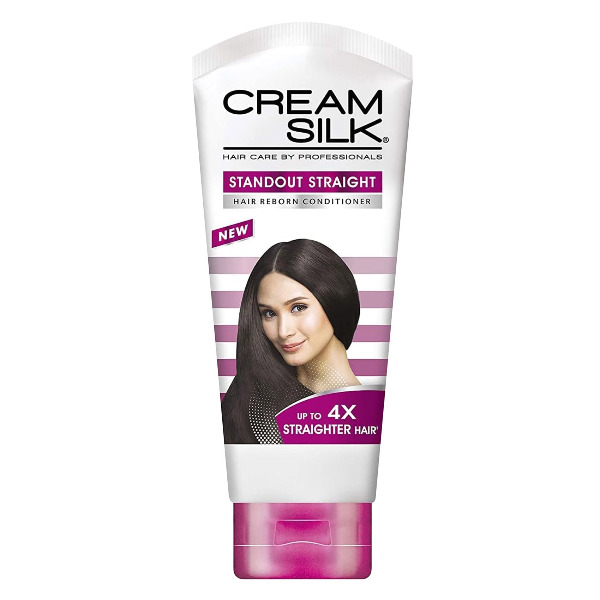 CREAM
SILK®
HAIR CARE BY PROFESSIONALS
STANDOUT STRAIGHT
HAIR REBORN CONDITIONER
NEW
UP TO 4X
STRAIGHTER HAIR*